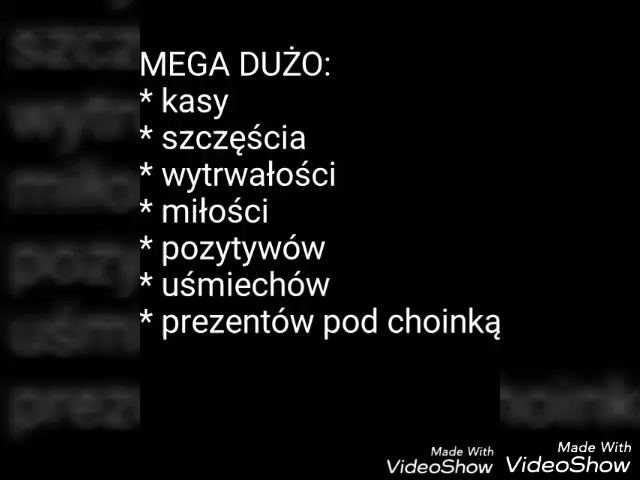 MEGA DUŻO:
* kasy
* szczęścia
* wytrwałości
* miłości
* pozytywów
* uśmiechów
* prezentów pod choinką
Made With
VideoShow
Made With
VideoShow